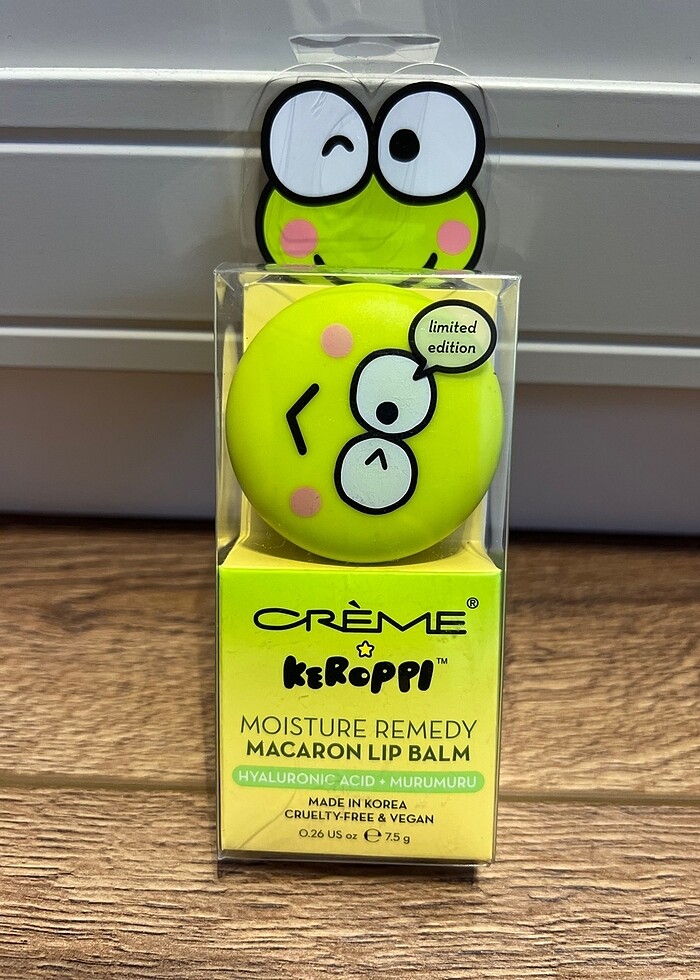 limited
edition
CRÈME®
KEROPPI™
MOISTURE REMEDY
MACARON LIP BALM
HYALURONIC ACID + MURUMURU
MADE IN KOREA
CRUELTY-FREE & VEGAN
0.26 US oz ℮ 7.5 g